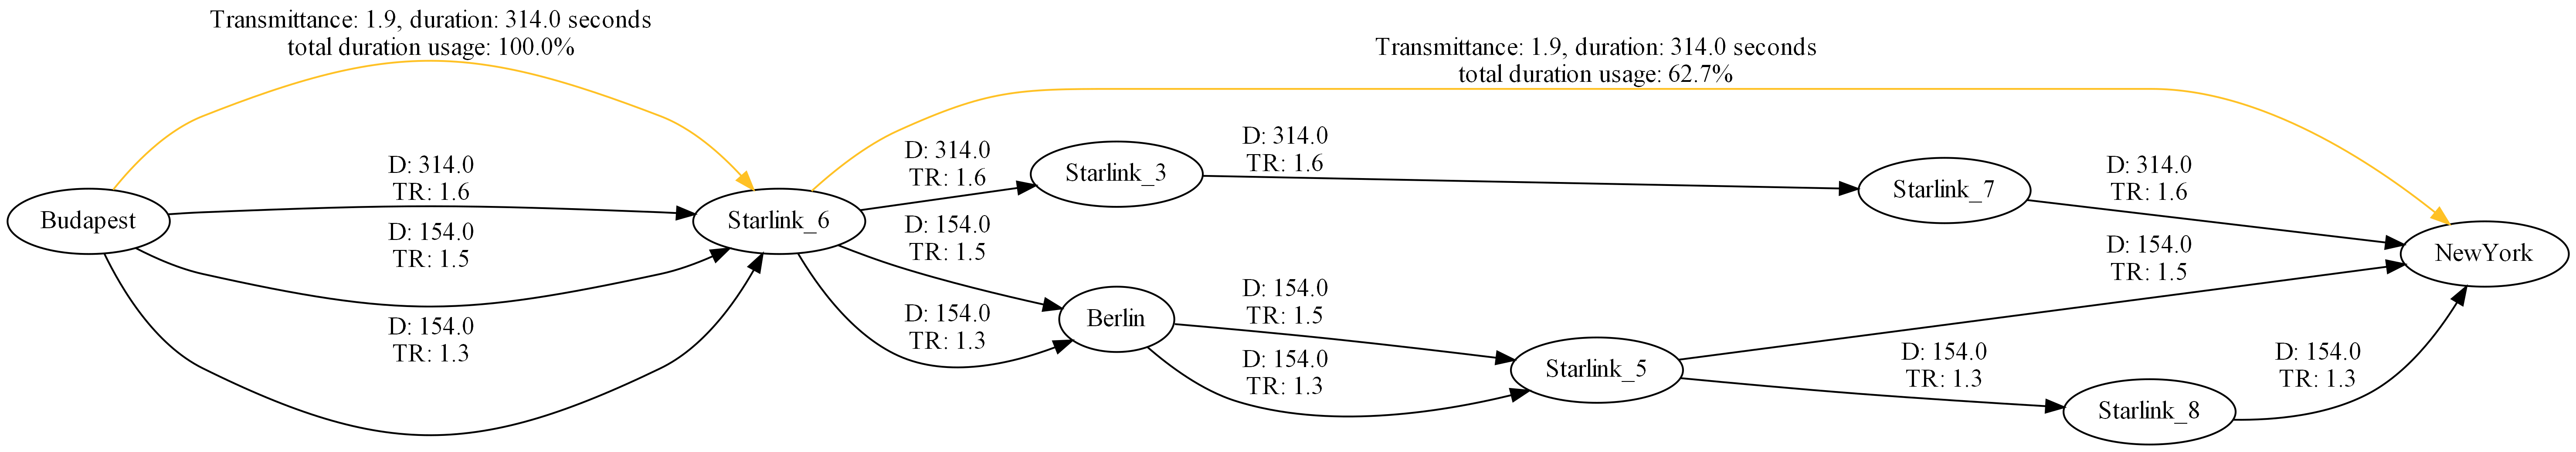 Transmittance: 1.9, duration: 314.0 seconds
total duration usage: 100.0%
Transmittance: 1.9, duration: 314.0 seconds
total duration usage: 62.7%
D: 314.0
TR: 1.6
D: 154.0
TR: 1.5
D: 154.0
TR: 1.3
Budapest
Starlink_6
D: 314.0
TR: 1.6
D: 154.0
TR: 1.5
D: 154.0
TR: 1.3
Starlink_3
Berlin
D: 314.0
TR: 1.6
D: 154.0
TR: 1.5
D: 154.0
TR: 1.3
Starlink_5
Starlink_7
D: 154.0
TR: 1.3
D: 314.0
TR: 1.6
D: 154.0
TR: 1.5
Starlink_8
D: 154.0
TR: 1.3
NewYork